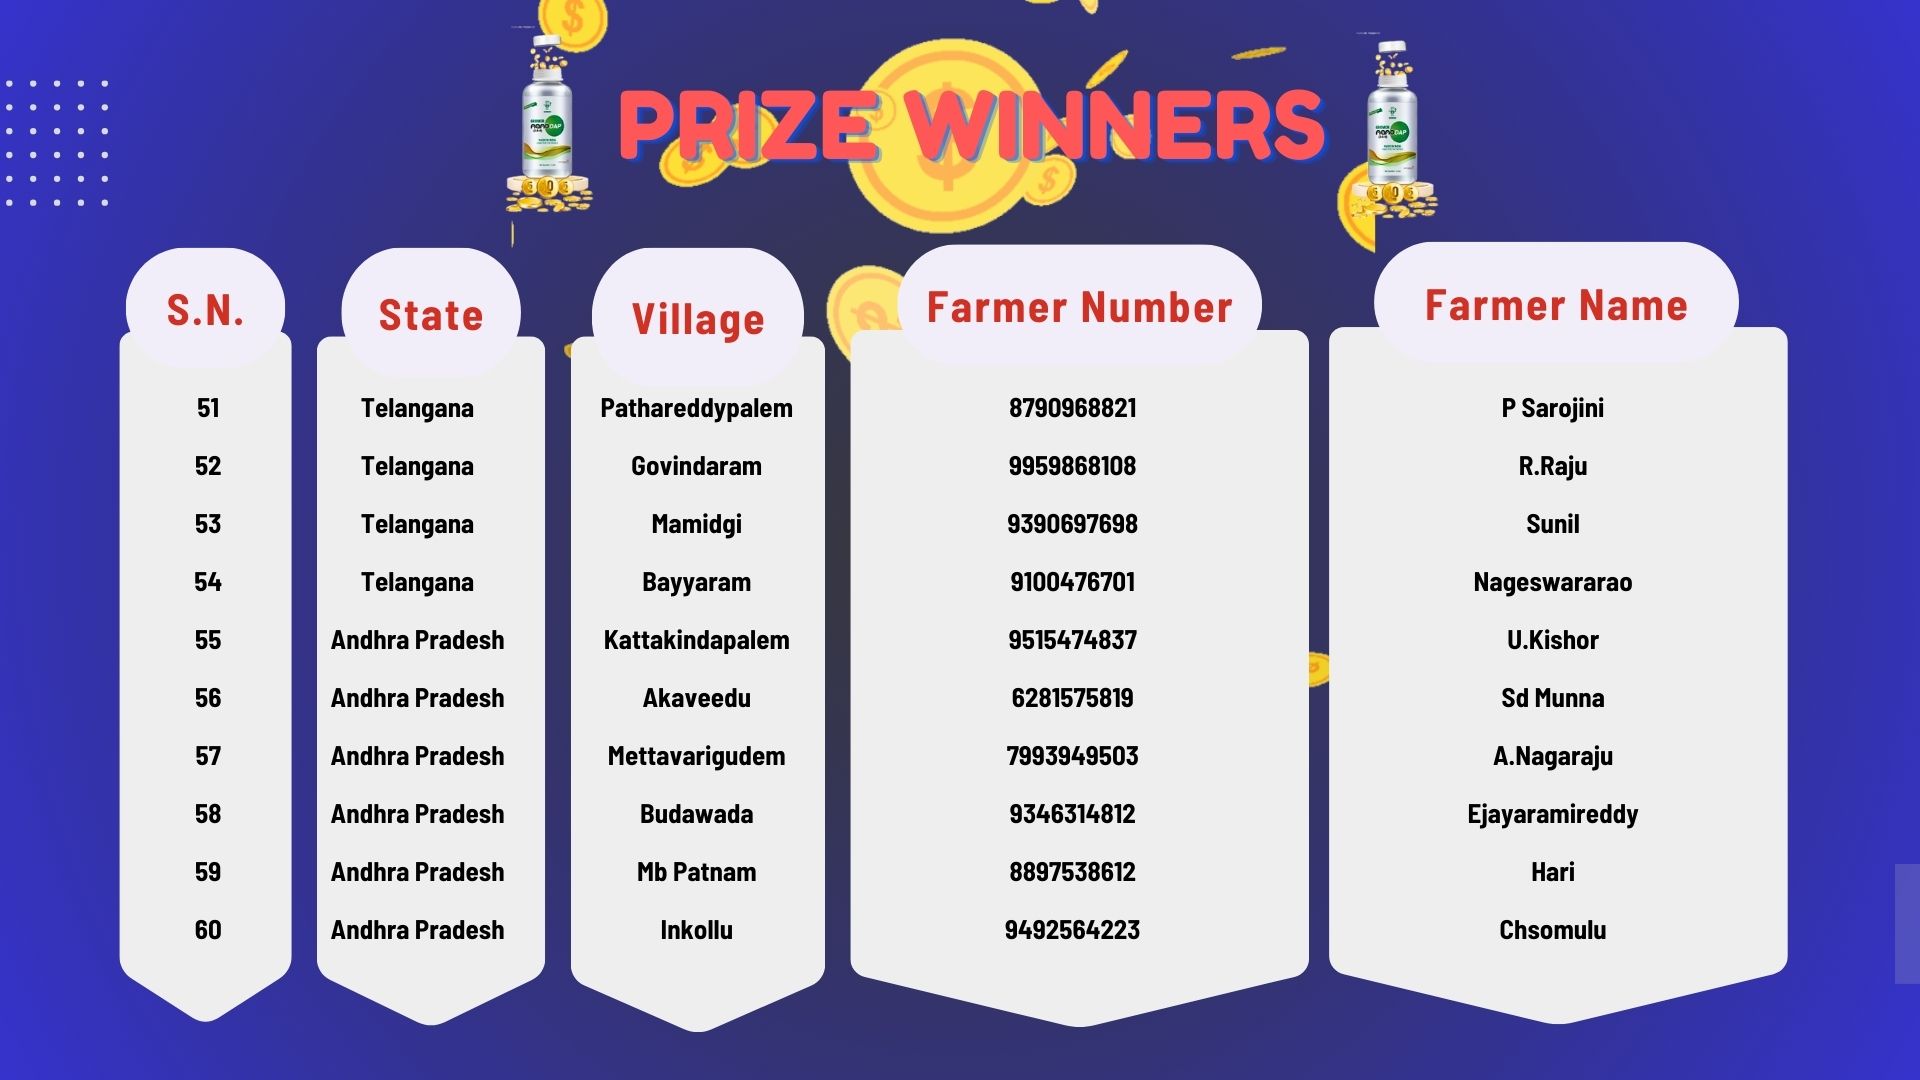 PRIZE WINNERS
S.N. State Village Farmer Number Farmer Name
51 Telangana Pathareddypalem 8790968821 P Sarojini
52 Telangana Govindaram 9959868108 R.Raju
53 Telangana Mamidgi 9390697698 Sunil
54 Telangana Bayyaram 9100476701 Nageswararao
55 Andhra Pradesh Kattakindapalem 9515474837 U.Kishor
56 Andhra Pradesh Akaveedu 6281575819 Sd Munna
57 Andhra Pradesh Mettavarigudem 7993949503 A.Nagaraju
58 Andhra Pradesh Budawada 9346314812 Ejayaramireddy
59 Andhra Pradesh Mb Patnam 8897538612 Hari
60 Andhra Pradesh Inkollu 9492564223 Chsomulu